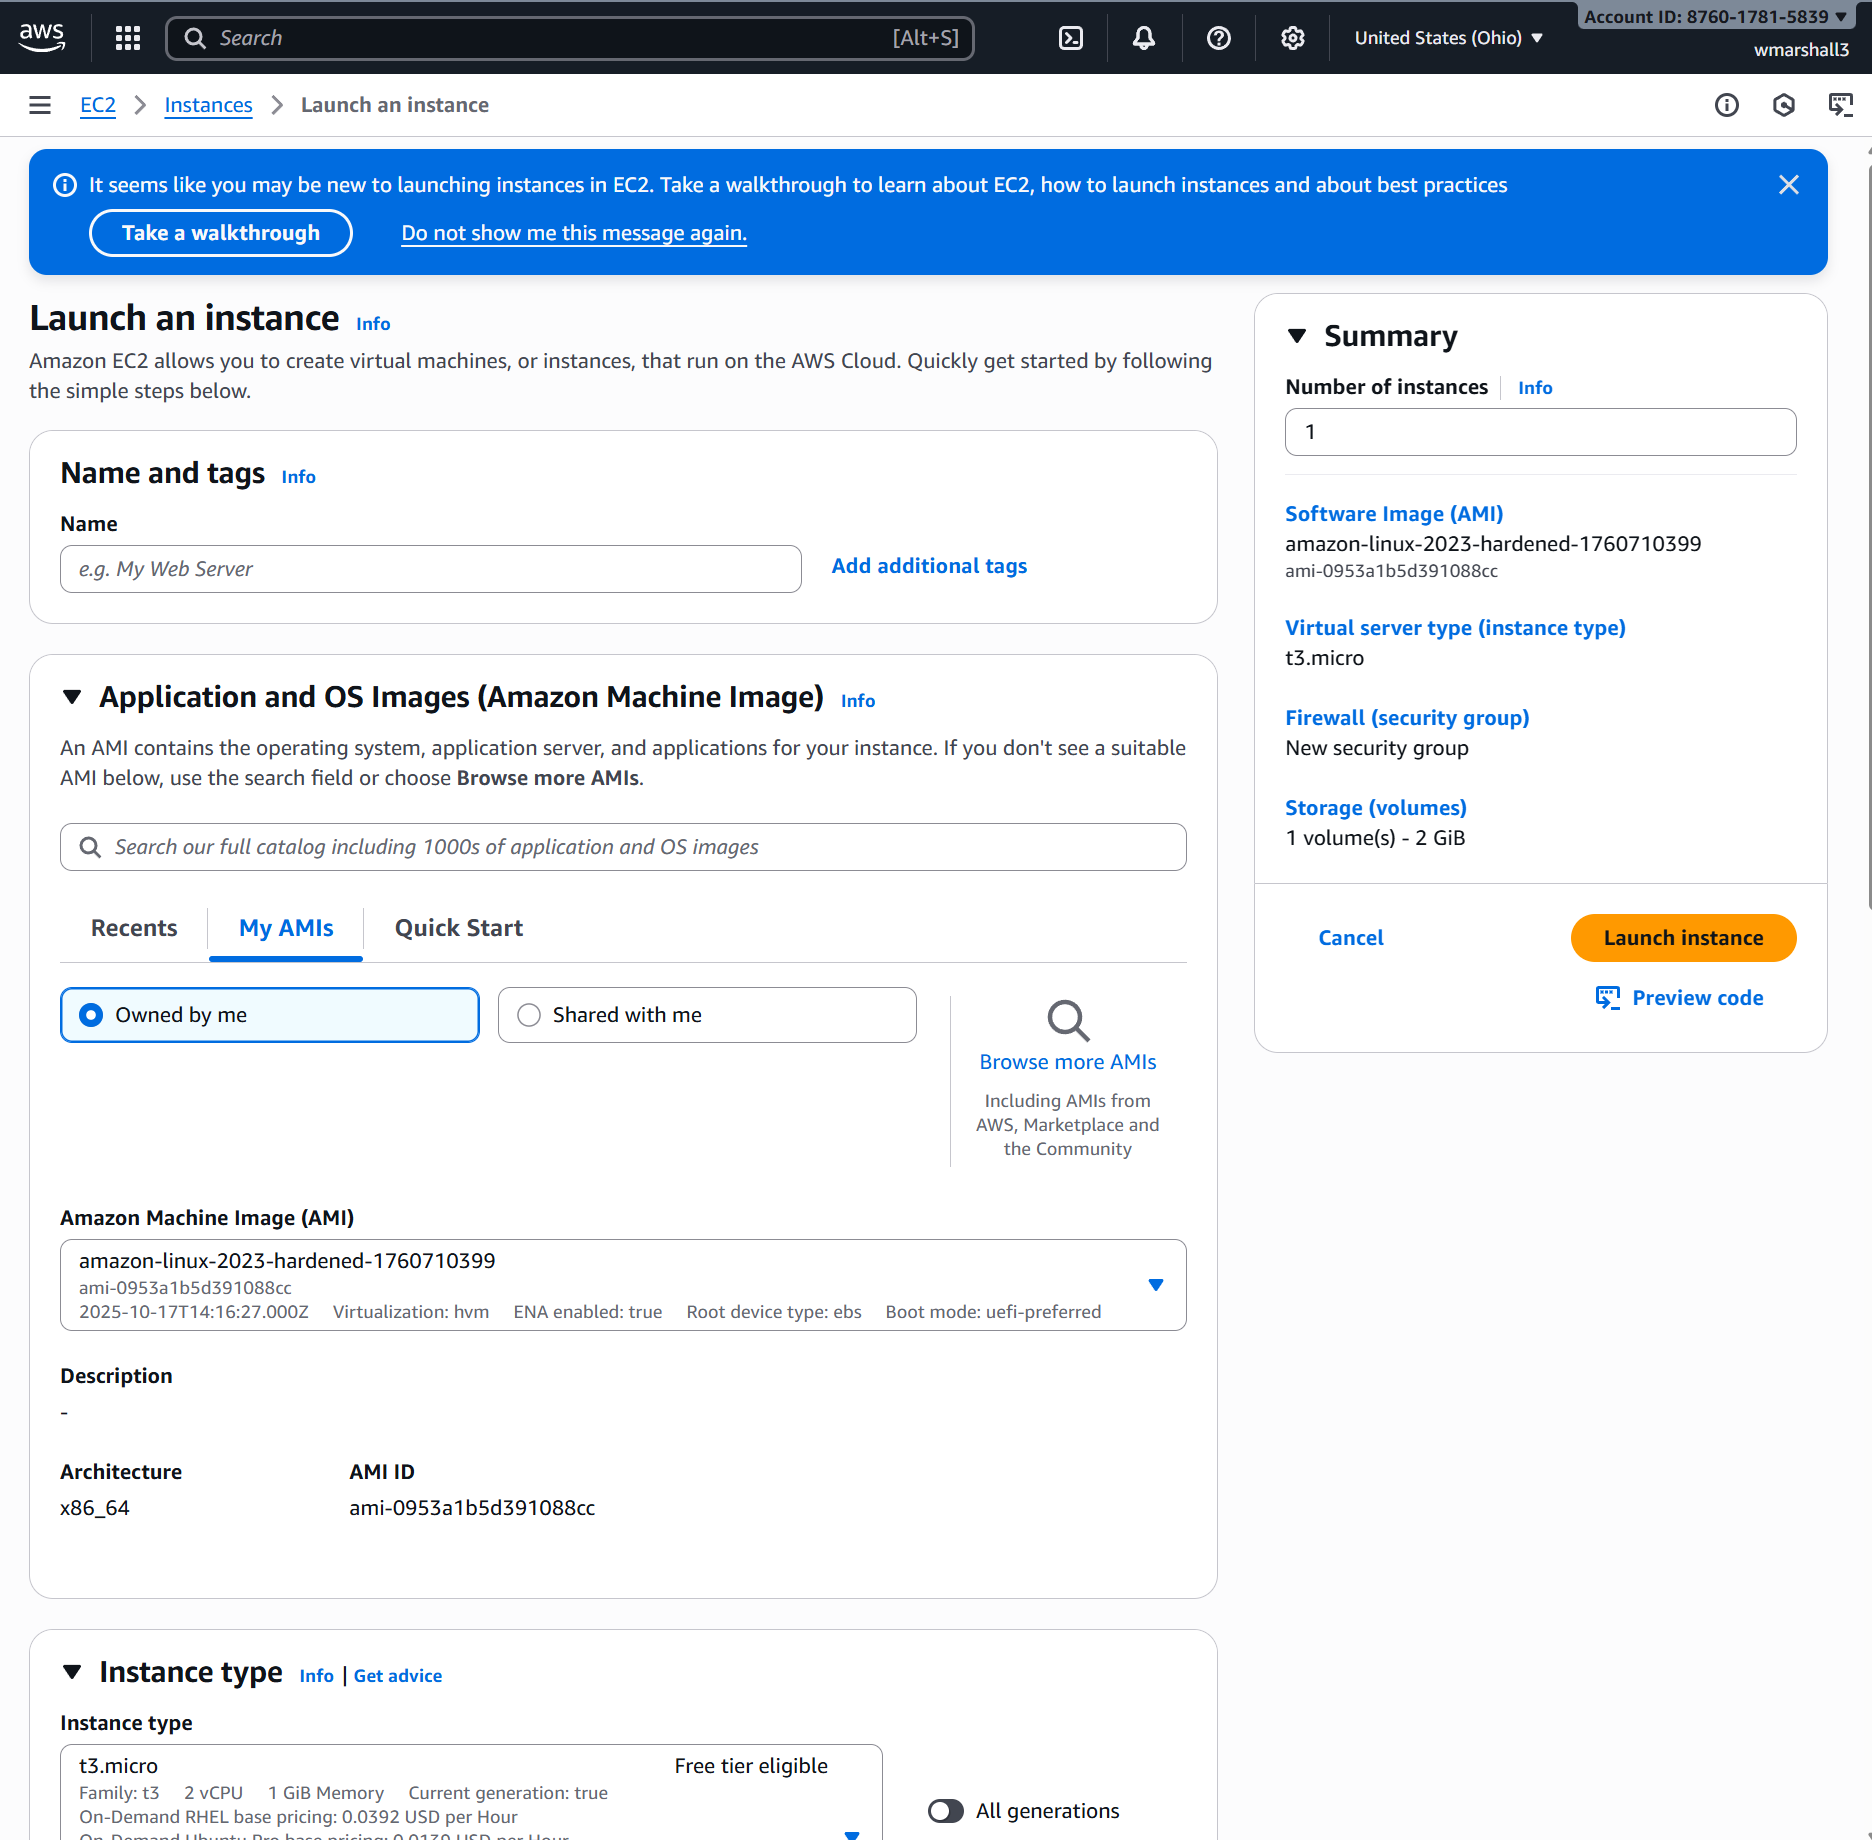 aws
Search
[Alt+S]
United States (Ohio)
Account ID: 8760-1781-5839
wmarshall3
EC2
Instances
Launch an instance
It seems like you may be new to launching instances in EC2. Take a walkthrough to learn about EC2, how to launch instances and about best practices
Take a walkthrough
Do not show me this message again.
Launch an instance Info
Amazon EC2 allows you to create virtual machines, or instances, that run on the AWS Cloud. Quickly get started by following
the simple steps below.
Name and tags Info
Name
e.g. My Web Server
Add additional tags
Application and OS Images (Amazon Machine Image) Info
An AMI contains the operating system, application server, and applications for your instance. If you don't see a suitable
AMI below, use the search field or choose Browse more AMIs.
Search our full catalog including 1000s of application and OS images
Recents
My AMIs
Quick Start
Owned by me
Shared with me
Browse more AMIs
Including AMIs from
AWS, Marketplace and
the Community
Amazon Machine Image (AMI)
amazon-linux-2023-hardened-1760710399
ami-0953a1b5d391088cc
2025-10-17T14:16:27.000Z Virtualization: hvm ENA enabled: true Root device type: ebs Boot mode: uefi-preferred
Description
-
Architecture
x86_64
AMI ID
ami-0953a1b5d391088cc
Instance type Info | Get advice
Instance type
t3.micro
Free tier eligible
Family: t3 2 vCPU 1 GiB Memory Current generation: true
On-Demand RHEL base pricing: 0.0392 USD per Hour
On-Demand Ubuntu Pro base pricing: 0.0139 USD per Hour
All generations
Summary
Number of instances Info
1
Software Image (AMI)
amazon-linux-2023-hardened-1760710399
ami-0953a1b5d391088cc
Virtual server type (instance type)
t3.micro
Firewall (security group)
New security group
Storage (volumes)
1 volume(s) - 2 GiB
Cancel
Launch instance
Preview code